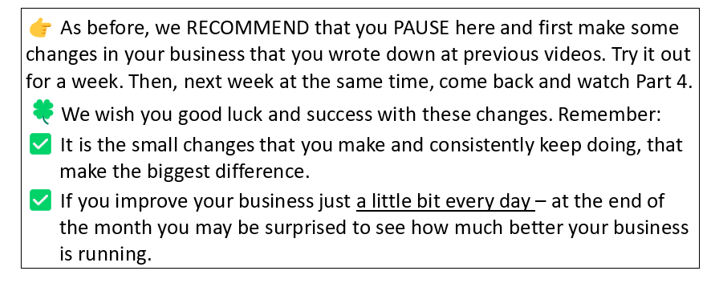 👉 As before, we RECOMMEND that you PAUSE here and first make some
changes in your business that you wrote down at previous videos. Try it out
for a week. Then, next week at the same time, come back and watch Part 4.
🍀 We wish you good luck and success with these changes. Remember:
✅ It is the small changes that you make and consistently keep doing, that
make the biggest difference.
✅ If you improve your business just a little bit every day – at the end of
the month you may be surprised to see how much better your business
is running.